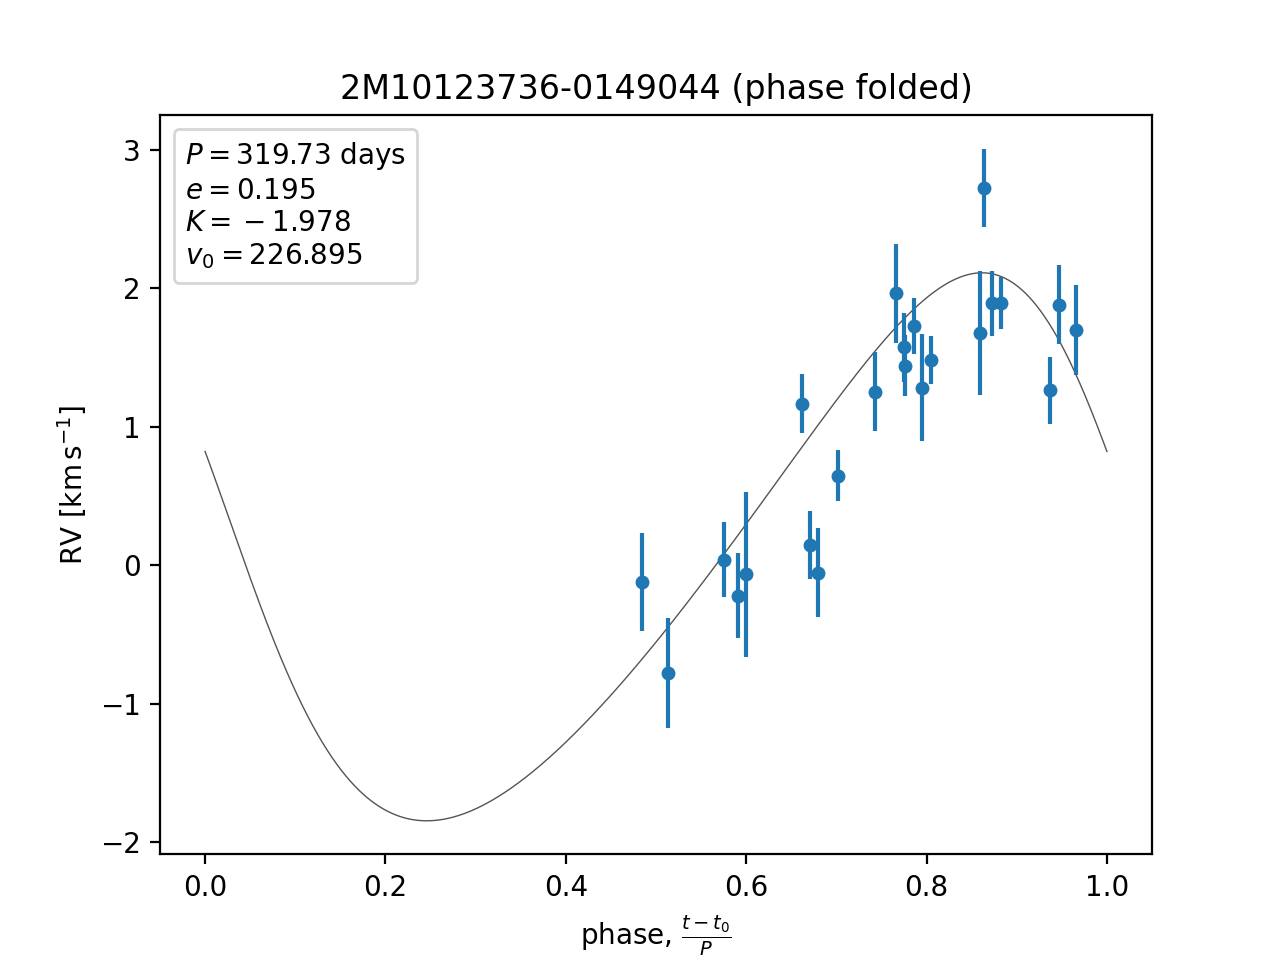 2M10123736-0149044 (phase folded)
P = 319.73 days
e = 0.195
K = −1.978
v₀ = 226.895
3
2
1
0
−1
−2
RV [km s⁻¹]
0.0 0.2 0.4 0.6 0.8 1.0
phase, (t − t₀)/P